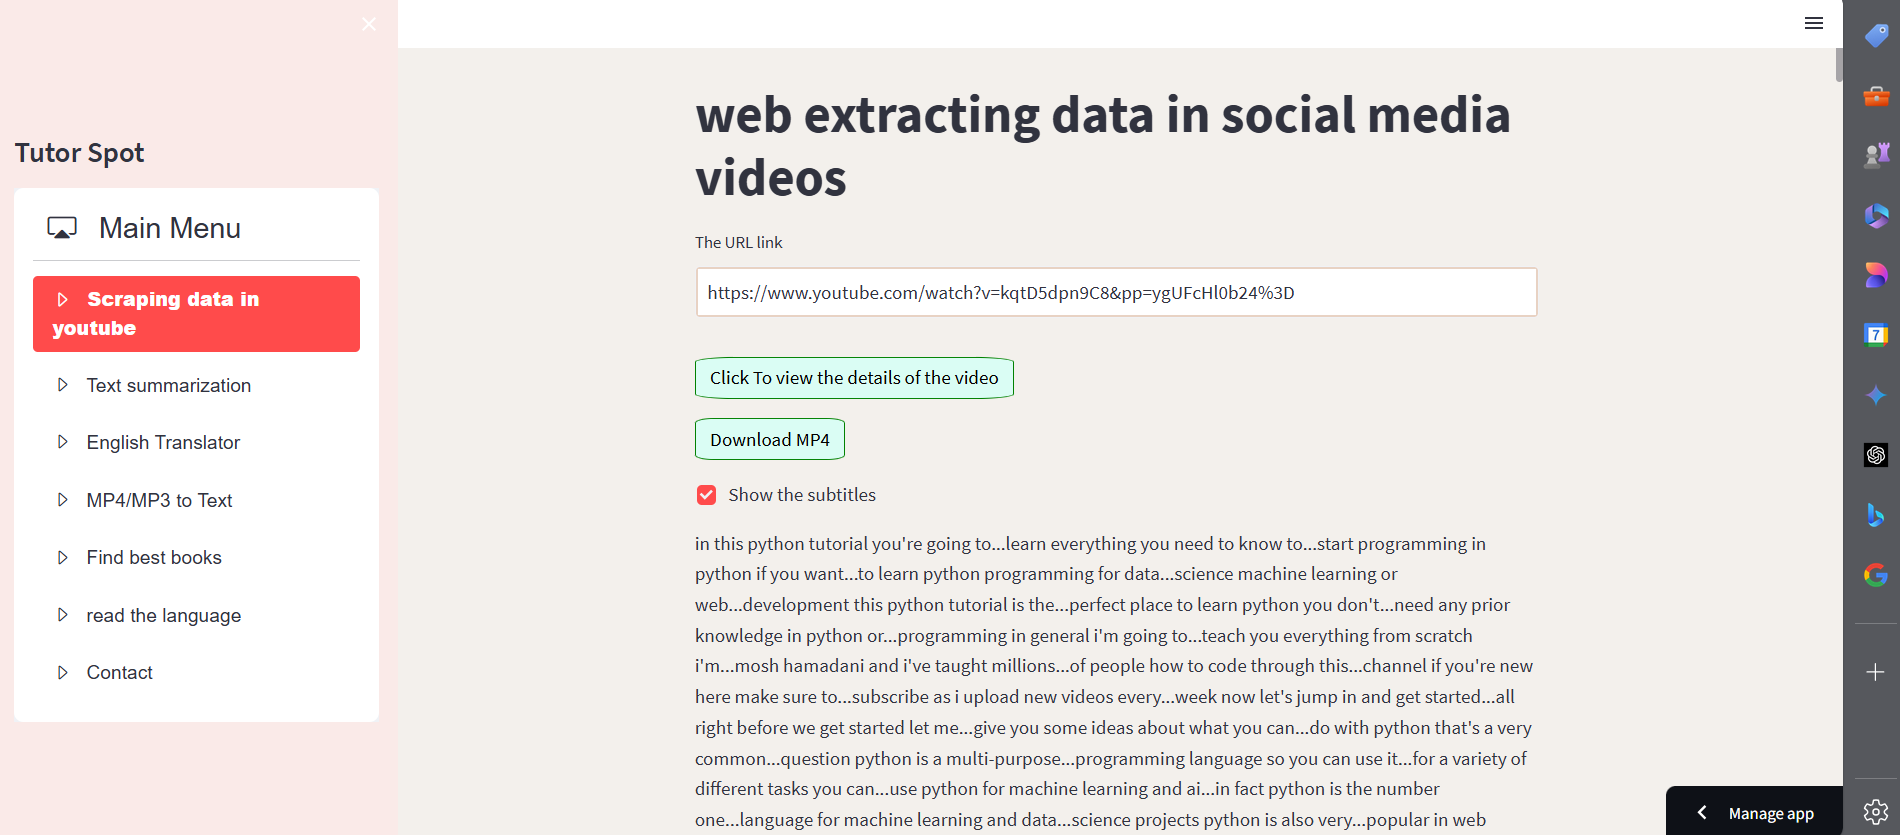 Tutor Spot
Main Menu
Scraping data in
youtube
Text summarization
English Translator
MP4/MP3 to Text
Find best books
read the language
Contact
web extracting data in social media
videos
The URL link
https://www.youtube.com/watch?v=kqtD5dpn9C8&pp=ygUFcHl0b24%3D
Click To view the details of the video
Download MP4
Show the subtitles
in this python tutorial you're going to...learn everything you need to know to...start programming in
python if you want...to learn python programming for data...science machine learning or
web...development this python tutorial is the...perfect place to learn python you don't...need any prior
knowledge in python or...programming in general i'm going to...teach you everything from scratch
i'm...mosh hamadani and i've taught millions...of people how to code through this...channel if you're new
here make sure to...subscribe as i upload new videos every...week now let's jump in and get started...all
right before we get started let me...give you some ideas about what you can...do with python that's a very
common...question python is a multi-purpose...programming language so you can use it...for a variety of
different tasks you can...use python for machine learning and ai...in fact python is the number
one...language for machine learning and data...science projects python is also very...popular in web
Manage app
7